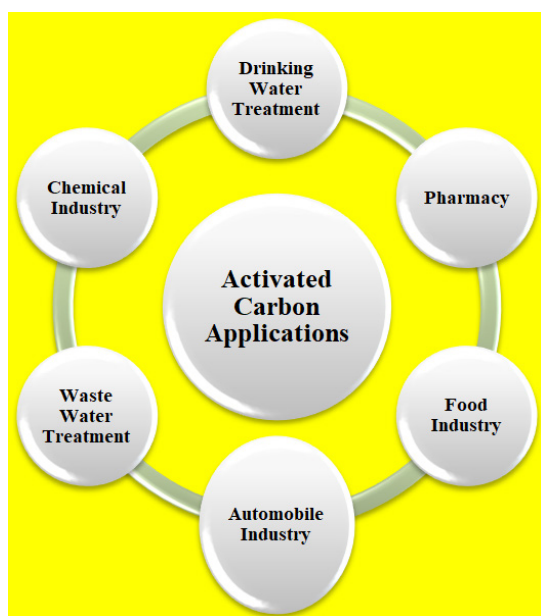 Drinking
Water
Treatment
Chemical
Industry
Pharmacy
Activated
Carbon
Applications
Waste
Water
Treatment
Food
Industry
Automobile
Industry